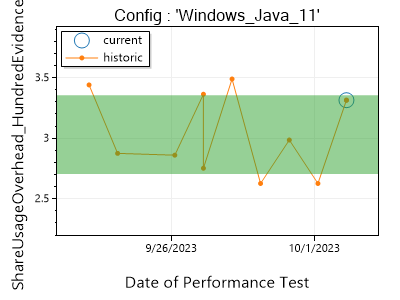 Config : 'Windows_Java_11'
current
historic
ShareUsageOverhead_HundredEvidence
3.5
3
2.5
9/26/2023
10/1/2023
Date of Performance Test